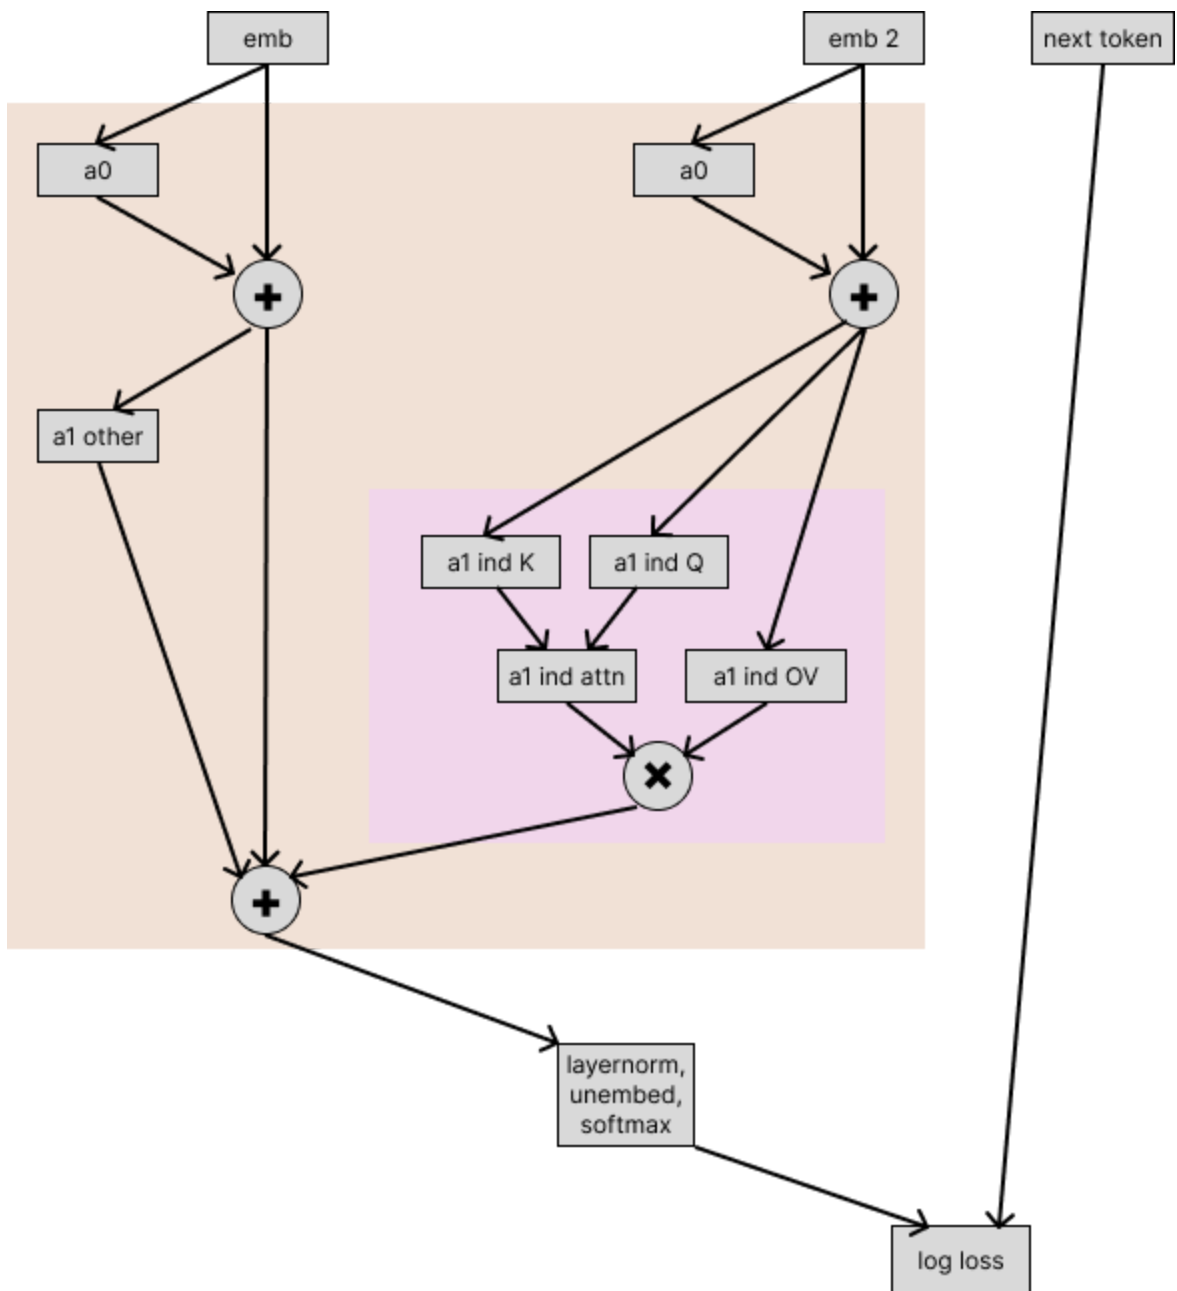 emb
emb 2
next token
a0
a0
+
+
a1 other
a1 ind K
a1 ind Q
a1 ind attn
a1 ind OV
×
+
layernorm,
unembed,
softmax
log loss